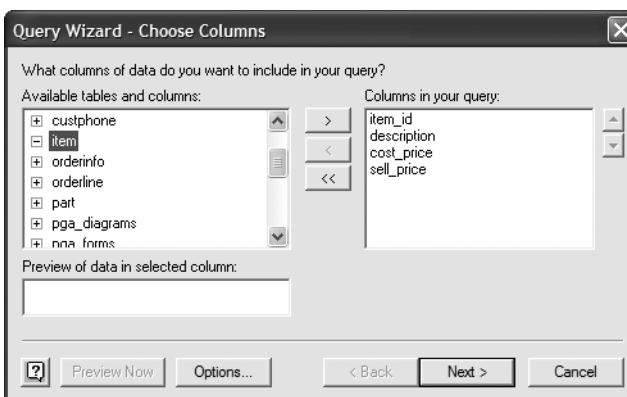 Query Wizard - Choose Columns
What columns of data do you want to include in your query?
Available tables and columns:
custphone
item
orderinfo
orderline
part
pga_diagrams
pga_forms
>
<
<<
Columns in your query:
item_id
description
cost_price
sell_price
Preview of data in selected column:
Preview Now
Options...
< Back
Next >
Cancel